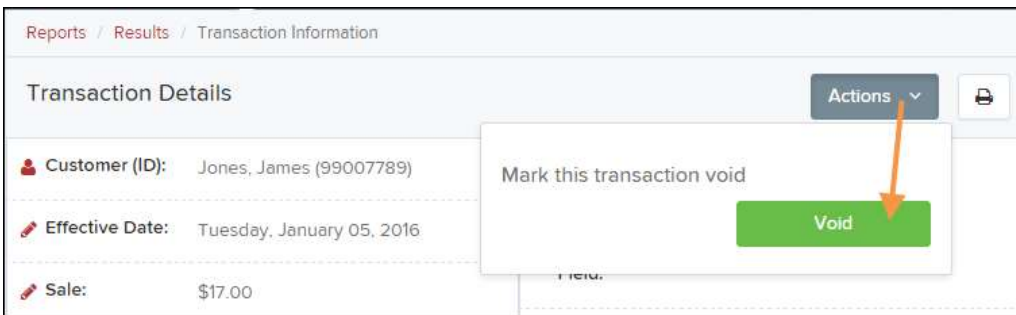 Reports / Results / Transaction Information
Transaction Details
Actions
Customer (ID): Jones, James (99007789)
Mark this transaction void
Effective Date: Tuesday, January 05, 2016
Void
Sale: $17.00